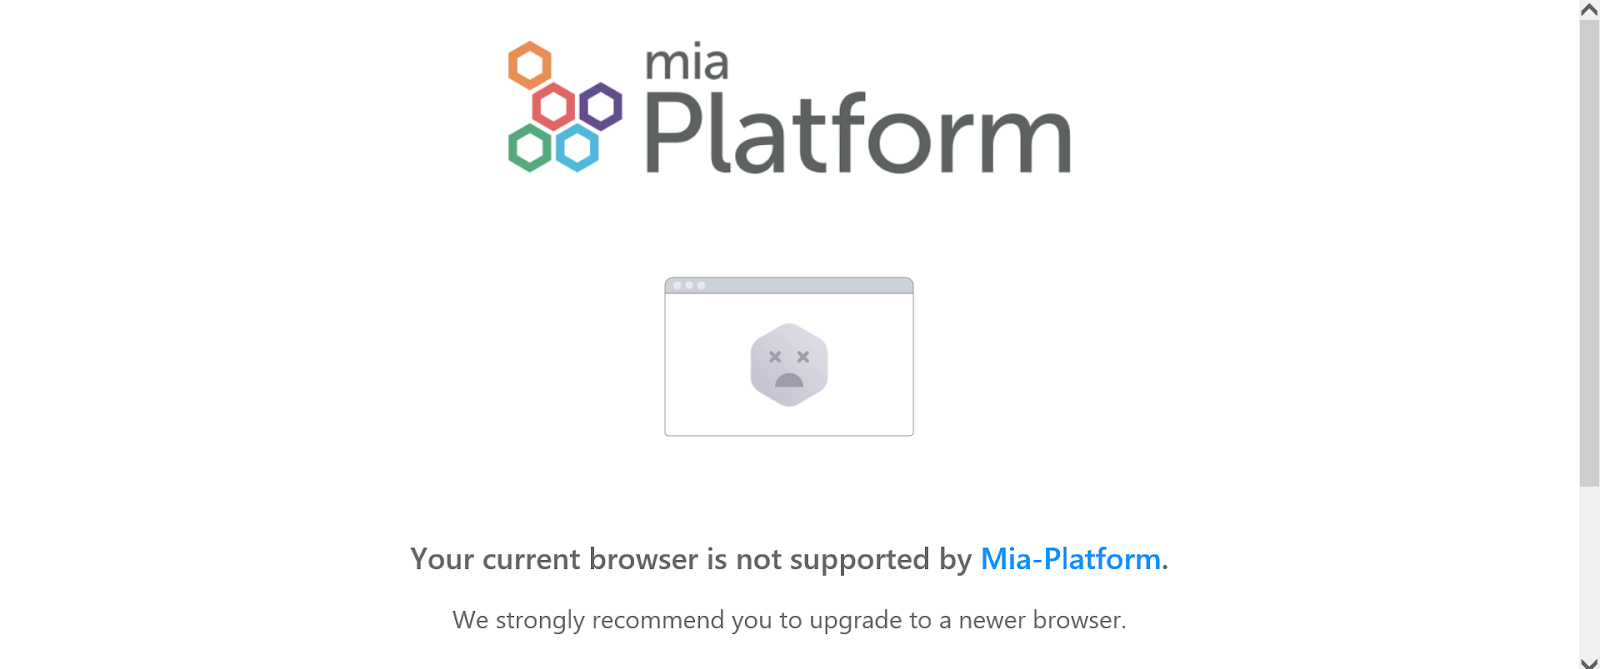 mia
Platform
Your current browser is not supported by Mia-Platform.
We strongly recommend you to upgrade to a newer browser.